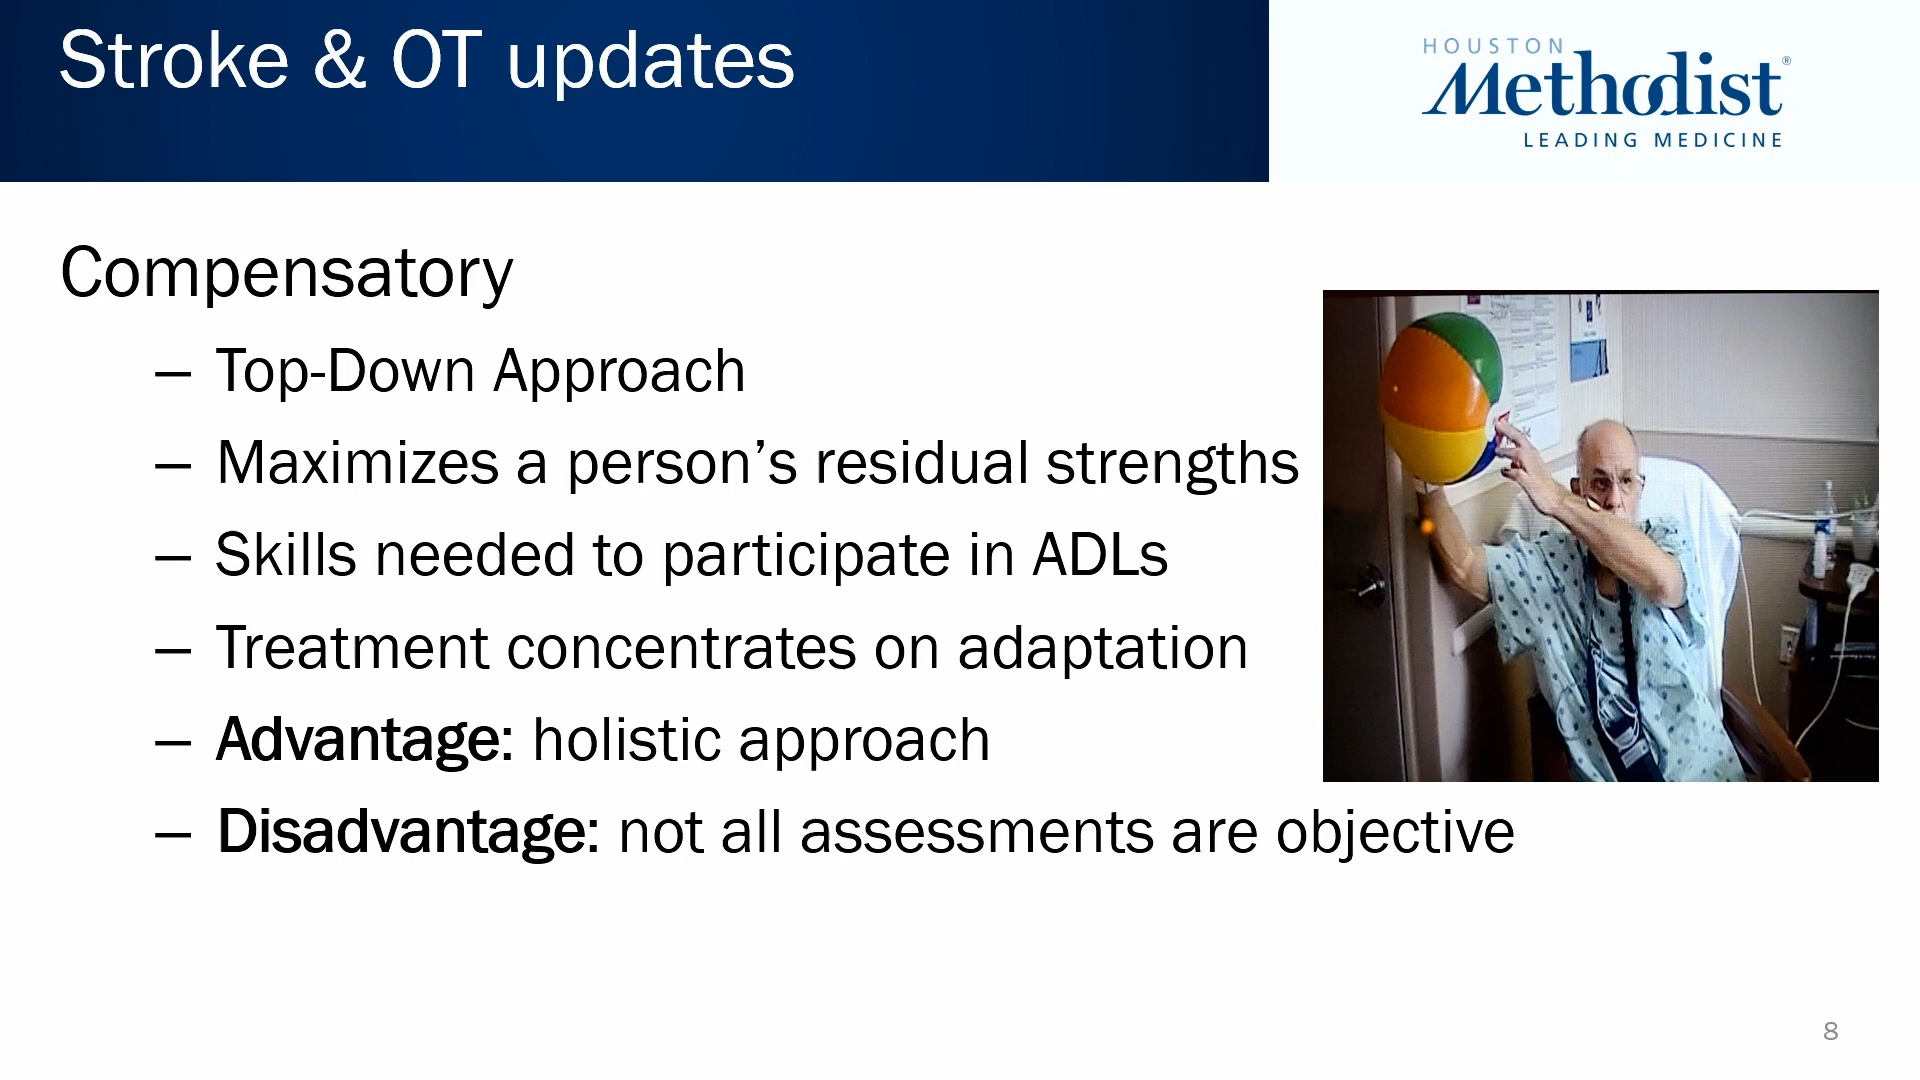 Stroke & OT updates
HOUSTON
Methodist®
LEADING MEDICINE
Compensatory
– Top-Down Approach
– Maximizes a person’s residual strengths
– Skills needed to participate in ADLs
– Treatment concentrates on adaptation
– Advantage: holistic approach
– Disadvantage: not all assessments are objective
8